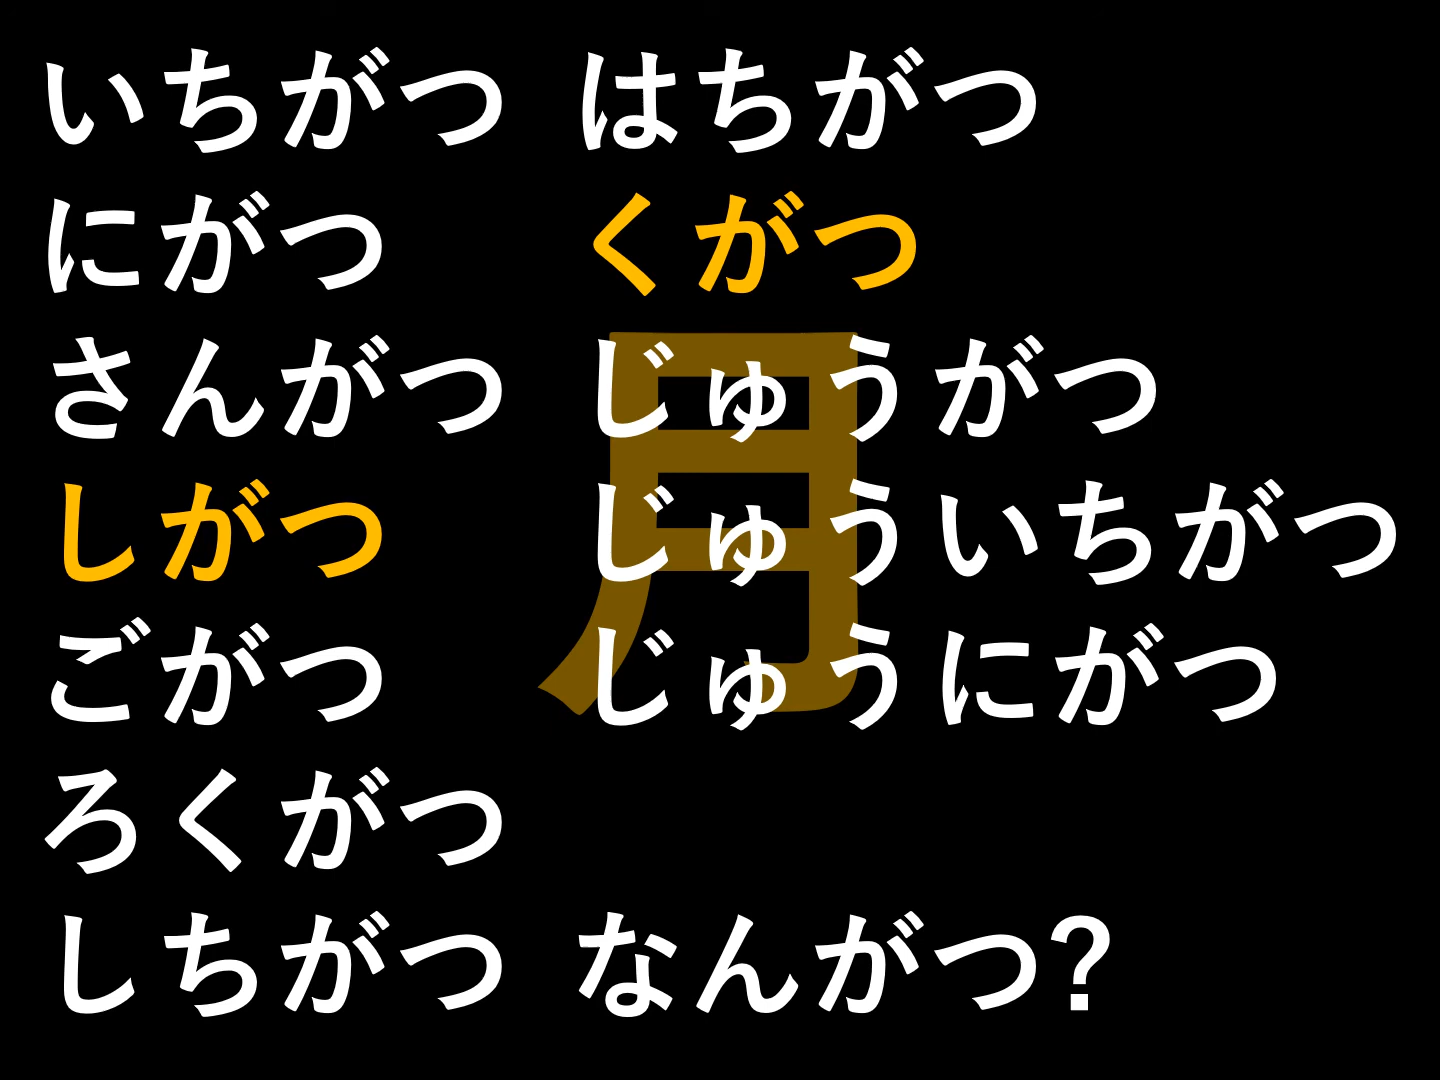 いちがつ
にがつ
さんがつ
しがつ
ごがつ
ろくがつ
しちがつ
はちがつ
くがつ
じゅうがつ
じゅういちがつ
じゅうにがつ
なんがつ?
月